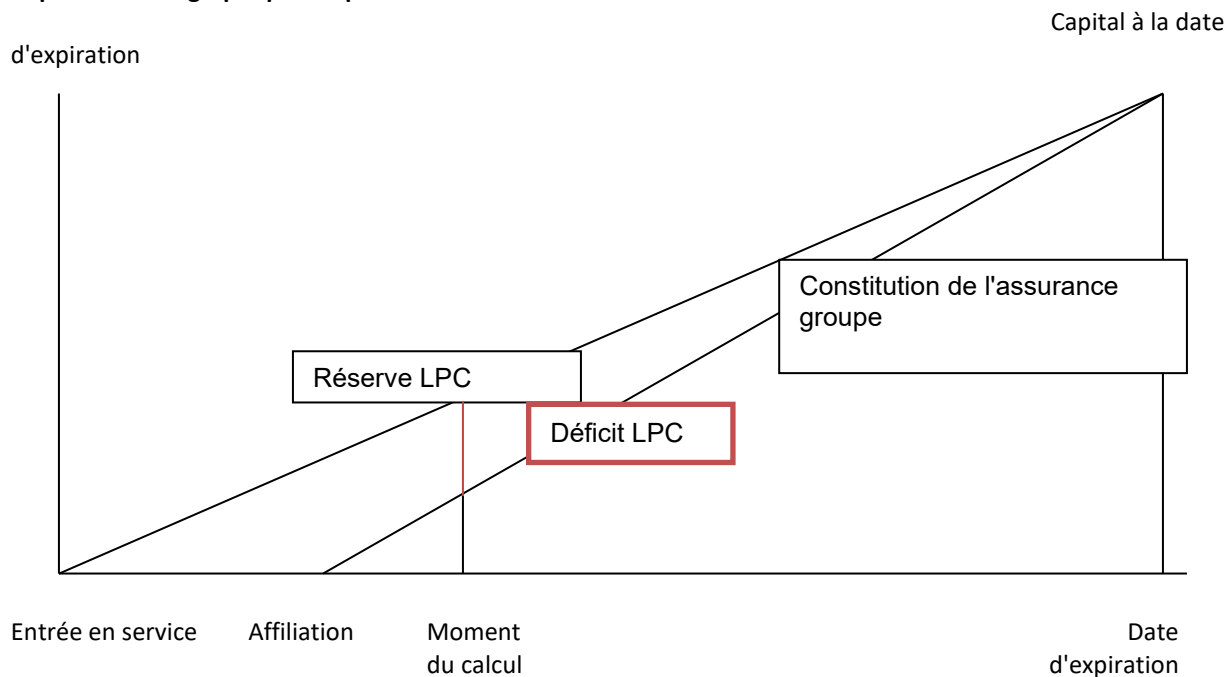 Capital à la date
d'expiration
Constitution de l'assurance
groupe
Réserve LPC
Déficit LPC
Entrée en service Affiliation Moment
du calcul
Date
d'expiration